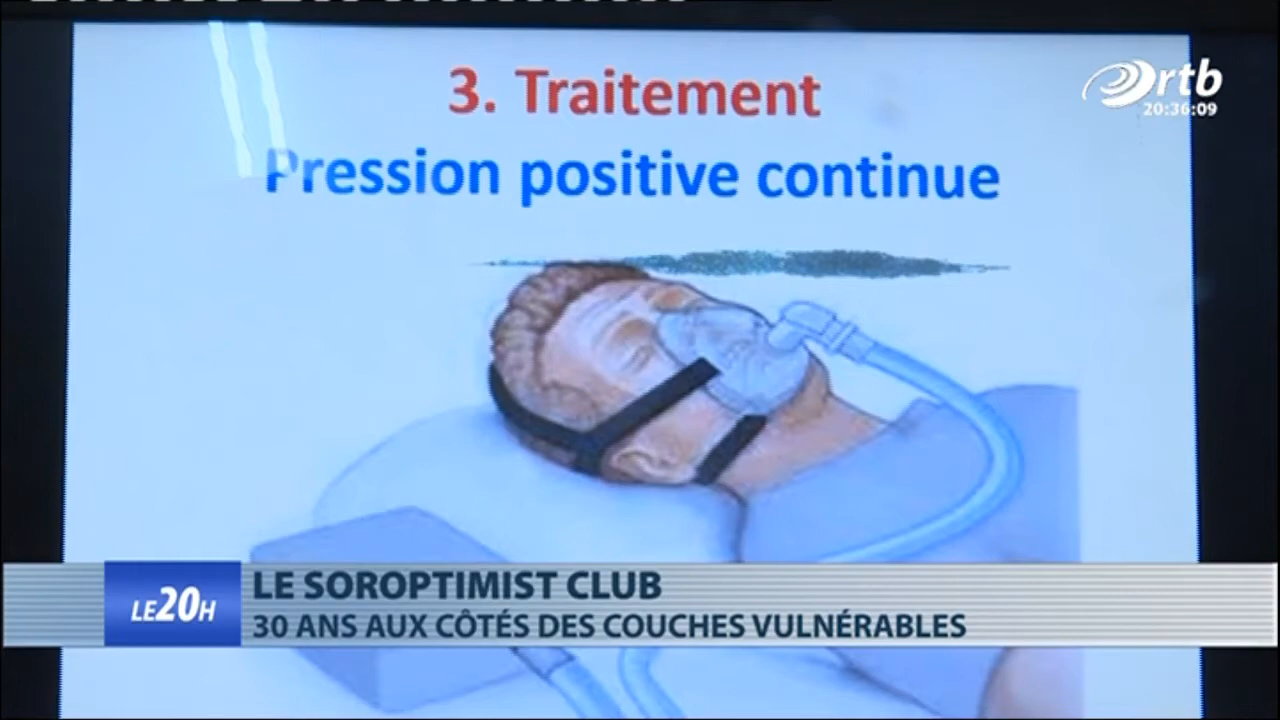 3. Traitement
Pression positive continue
rtb
20:36:09
LE SOROPTIMIST CLUB
LE20H
30 ANS AUX CÔTÉS DES COUCHES VULNÉRABLES